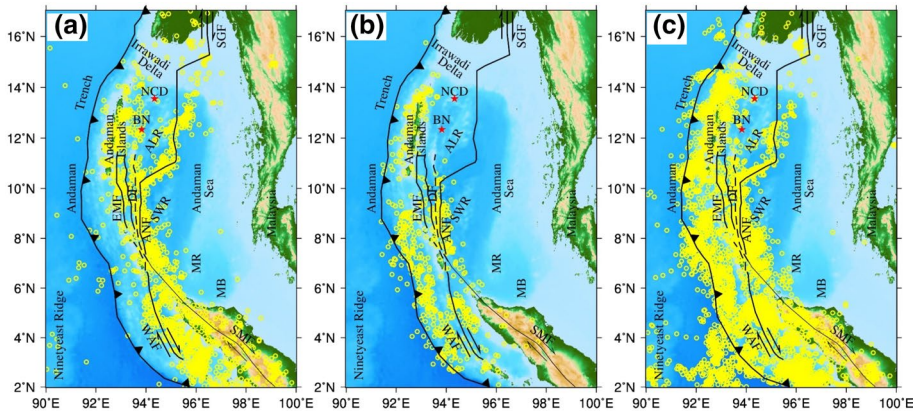 (a)
16°N
14°N
12°N
10°N
8°N
6°N
4°N
2°N
90°E
92°E
94°E
96°E
98°E
100°E
SGF
Irrawadi
Delta
Trench
NCD
BN
ALR
Andaman
Islands
Andaman
Andaman
Sea
EMF
DF
ANF
SWR
MR
MB
Malaysia
Ninetyeast Ridge
WAF
SMF
(b)
16°N
14°N
12°N
10°N
8°N
6°N
4°N
2°N
92°E
94°E
96°E
98°E
100°E
SGF
Irrawadi
Delta
Trench
NCD
BN
ALR
Andaman
Islands
Andaman
Andaman
Sea
EMF
DF
ANF
SWR
MR
MB
Malaysia
Ninetyeast Ridge
WAF
SMF
(c)
16°N
14°N
12°N
10°N
8°N
6°N
4°N
2°N
90°E
92°E
94°E
96°E
98°E
100°E
SGF
Irrawadi
Delta
Trench
NCD
BN
ALR
Andaman
Islands
Andaman
Andaman
Sea
EMF
DF
ANF
SWR
MR
MB
Malaysia
Ninetyeast Ridge
WAF
SMF